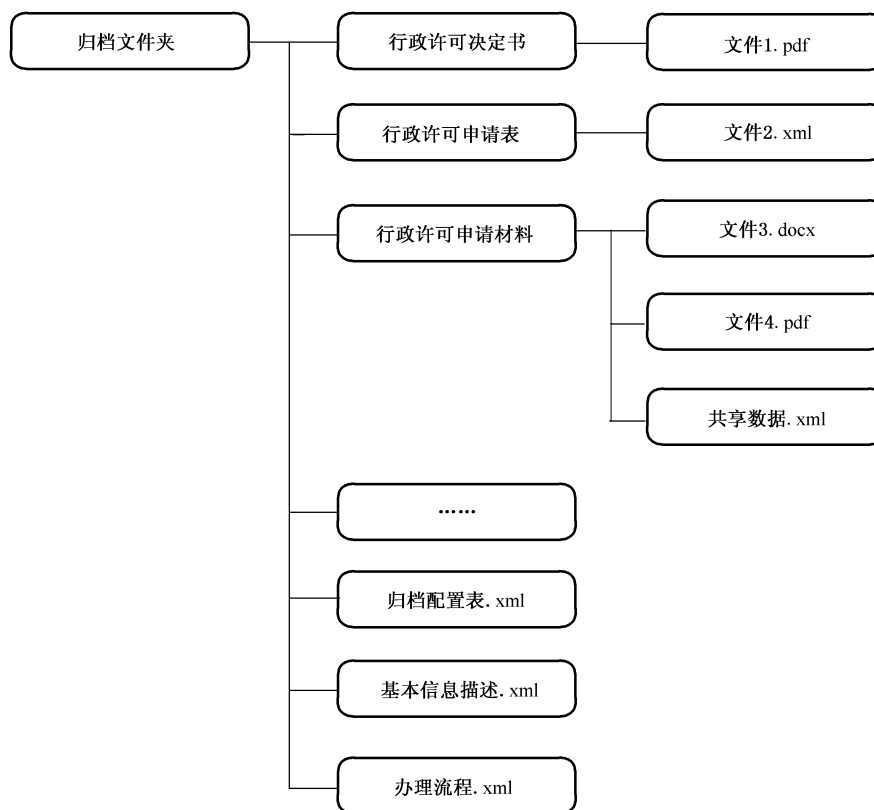 归档文件夹
行政许可决定书
文件1. pdf
行政许可申请表
文件2. xml
行政许可申请材料
文件3. docx
文件4. pdf
共享数据. xml
……
归档配置表. xml
基本信息描述. xml
办理流程. xml